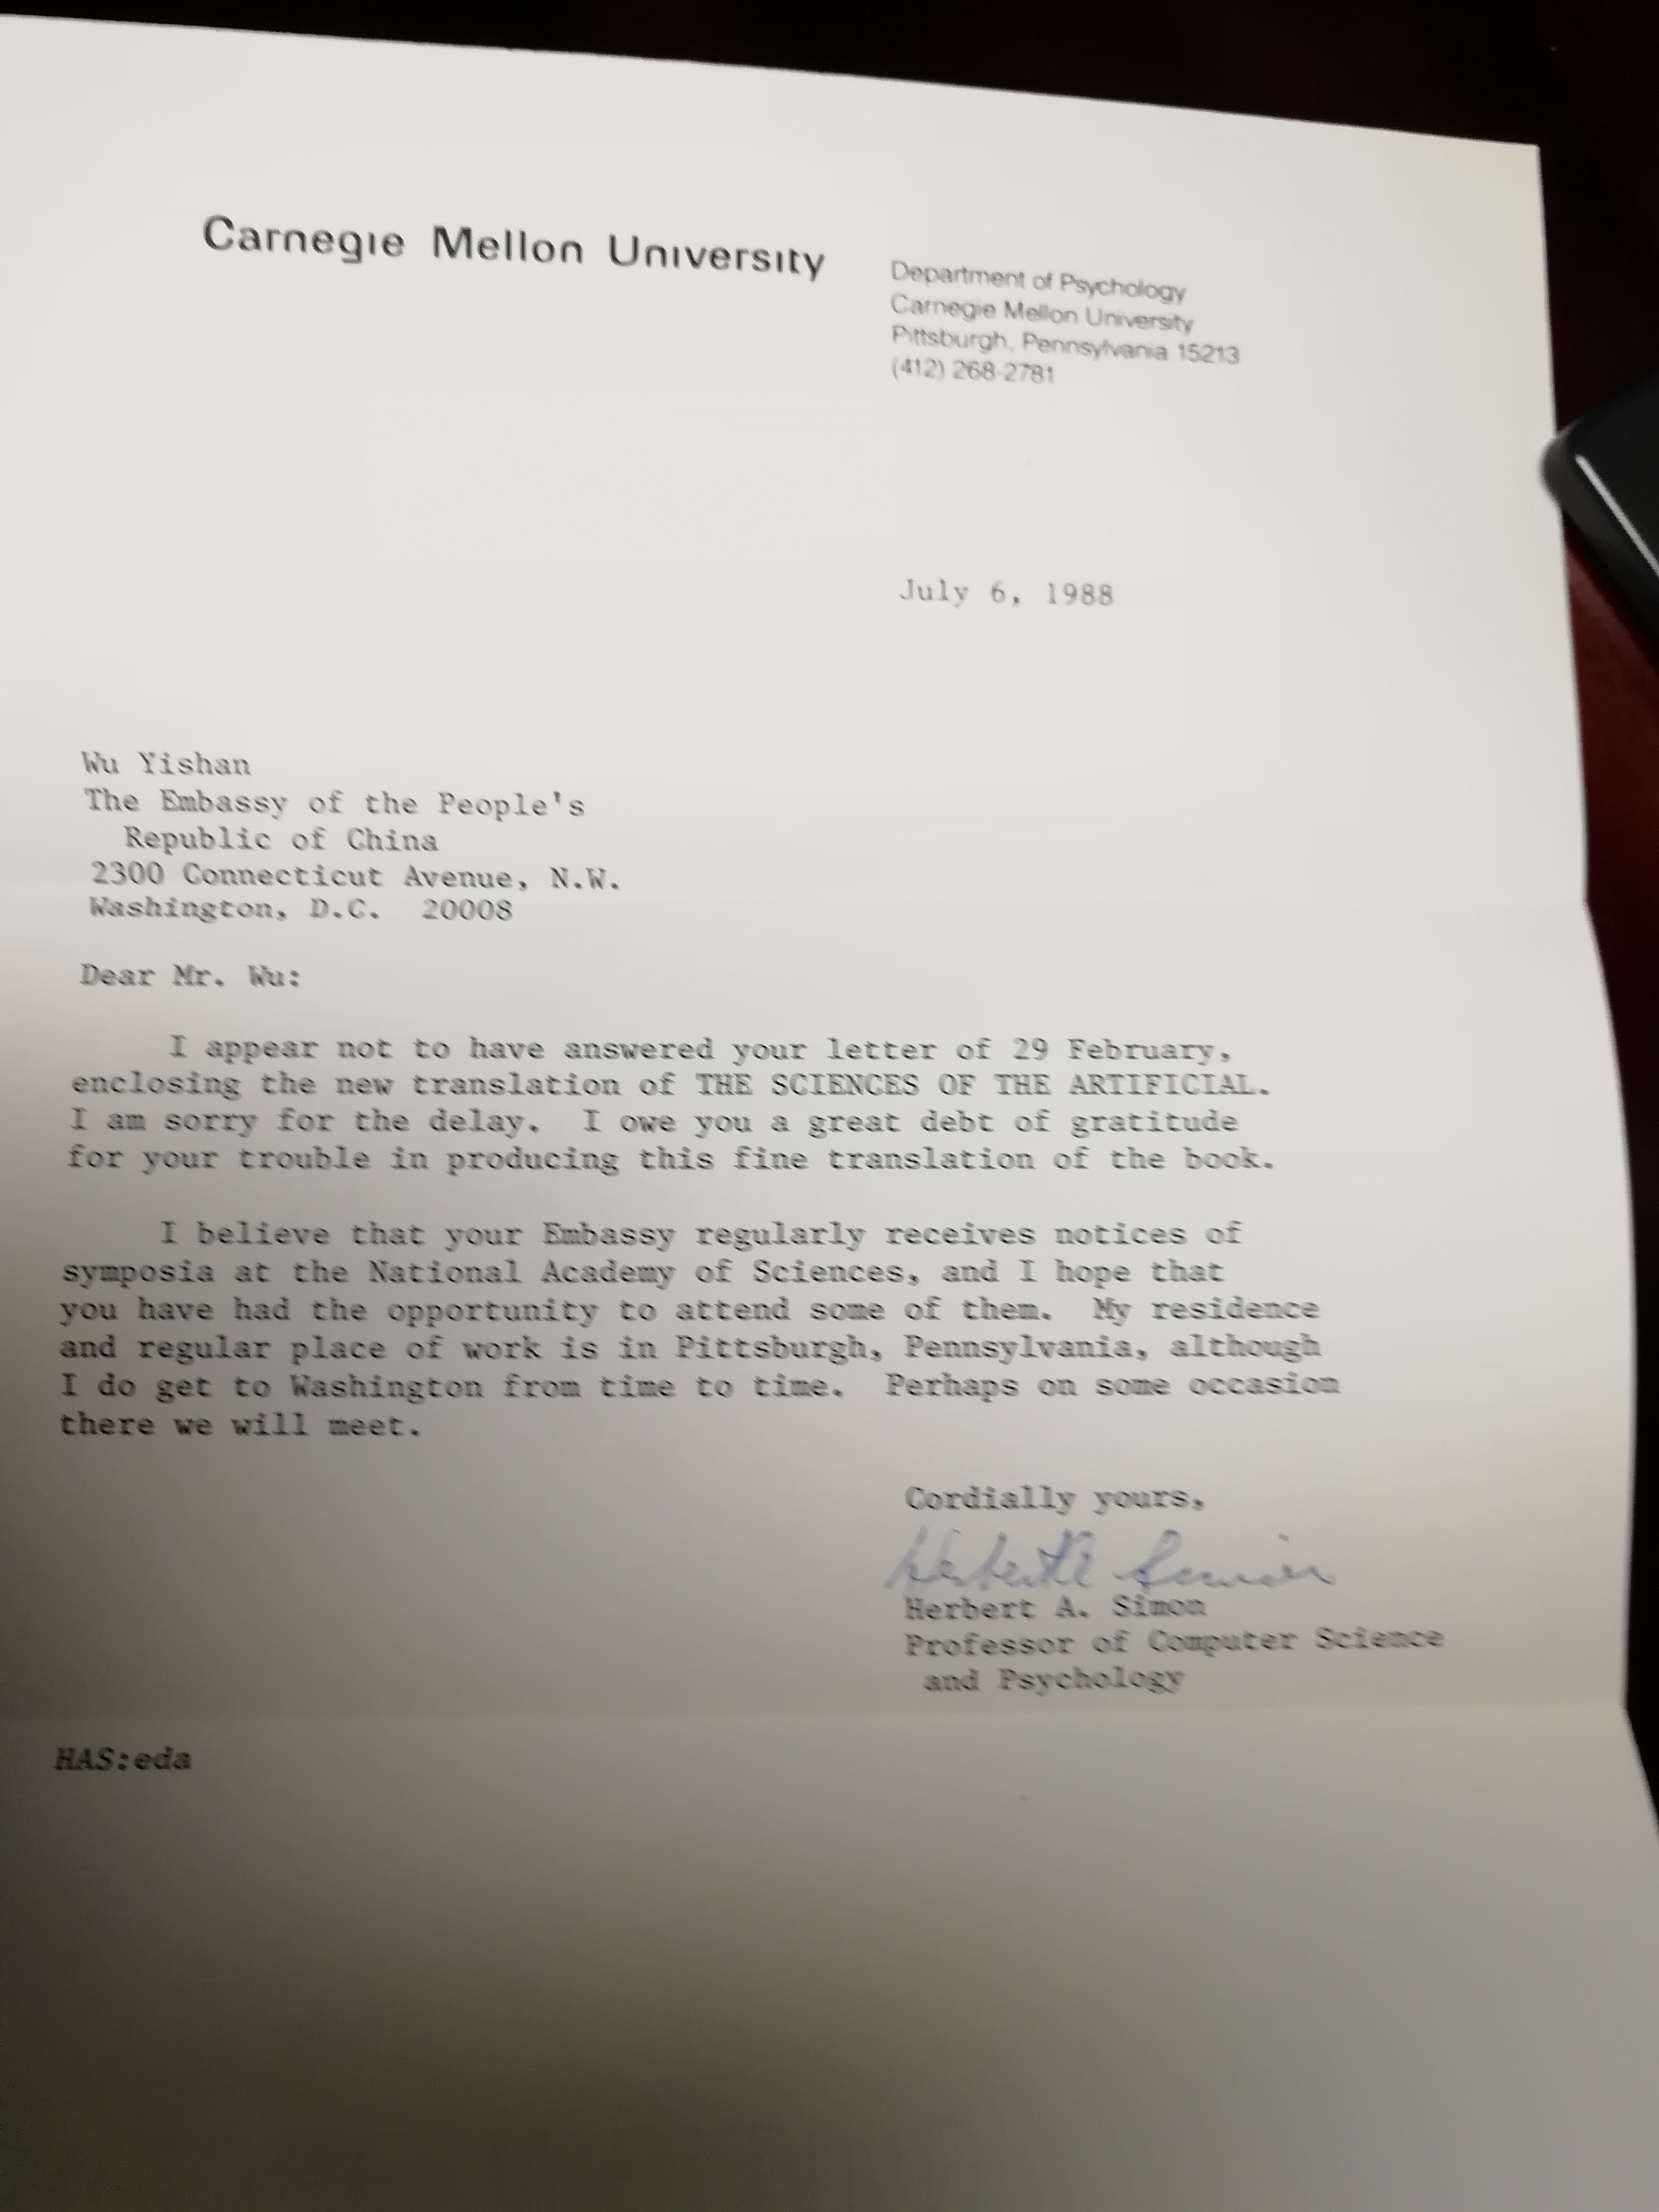 Carnegie Mellon University
Department of Psychology
Carnegie Mellon University
Pittsburgh, Pennsylvania 15213
(412) 268-2781
July 6, 1988
Wu Yishan
The Embassy of the People's
Republic of China
2300 Connecticut Avenue, N.W.
Washington, D.C. 20008
Dear Mr. Wu:
I appear not to have answered your letter of 29 February,
enclosing the new translation of THE SCIENCES OF THE ARTIFICIAL.
I am sorry for the delay. I owe you a great debt of gratitude
for your trouble in producing this fine translation of the book.
I believe that your Embassy regularly receives notices of
symposia at the National Academy of Sciences, and I hope that
you have had the opportunity to attend some of them. My residence
and regular place of work is in Pittsburgh, Pennsylvania, although
I do get to Washington from time to time. Perhaps on some occasion
there we will meet.
Cordially yours,
Herbert A. Simon
Herbert A. Simon
Professor of Computer Science
and Psychology
HAS:eda